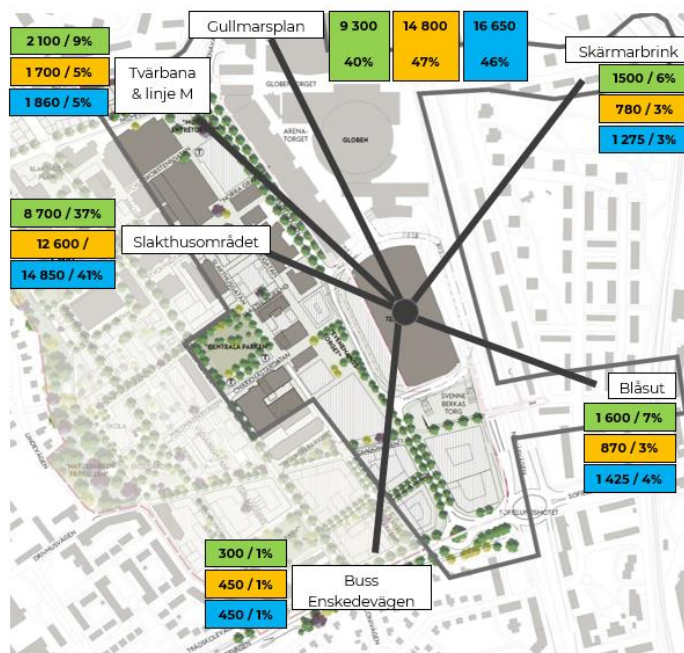 Gullmarsplan
9 300
40%
14 800
47%
16 650
46%
2 100 / 9%
1 700 / 5%
1 860 / 5%
Tvärbana
& linje M
Skärmarbrink
1500 / 6%
780 / 3%
1 275 / 3%
GLOBEN
ARENA-
TORGET
8 700 / 37%
12 600 /
14 850 / 41%
Slakthusområdet
"CENTRALA PARKEN"
SVENNE
BERKAS
TORG
Blåsut
1 600 / 7%
870 / 3%
1 425 / 4%
300 / 1%
450 / 1%
450 / 1%
Buss
Enskedevägen